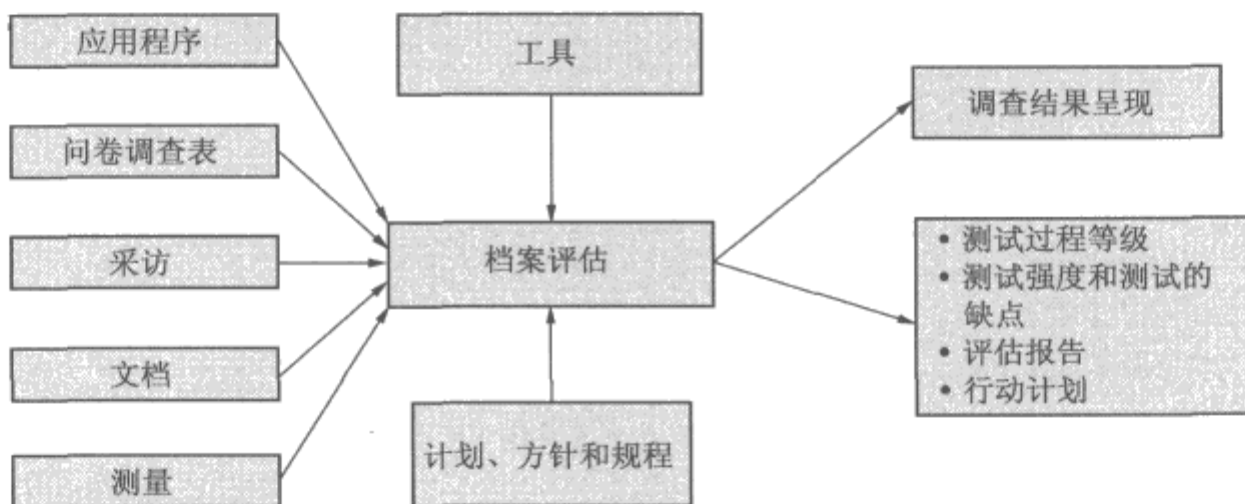 应用程序
问卷调查表
采访
文档
测量
工具
档案评估
计划、方针和规程
调查结果呈现
• 测试过程等级
• 测试强度和测试的
缺点
• 评估报告
• 行动计划